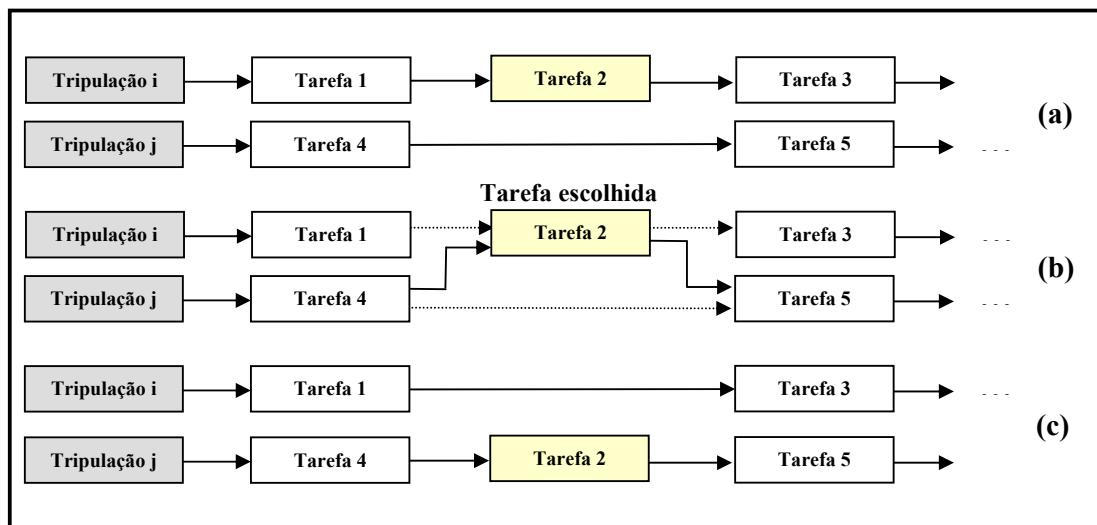 Tripulação i Tarefa 1 Tarefa 2 Tarefa 3
(a)
Tripulação j Tarefa 4 Tarefa 5 - - -
Tarefa escolhida
Tripulação i Tarefa 1 Tarefa 2 Tarefa 3 - - -
(b)
Tripulação j Tarefa 4 Tarefa 5 - - -
Tripulação i Tarefa 1 Tarefa 3 - - -
(c)
Tripulação j Tarefa 4 Tarefa 2 Tarefa 5